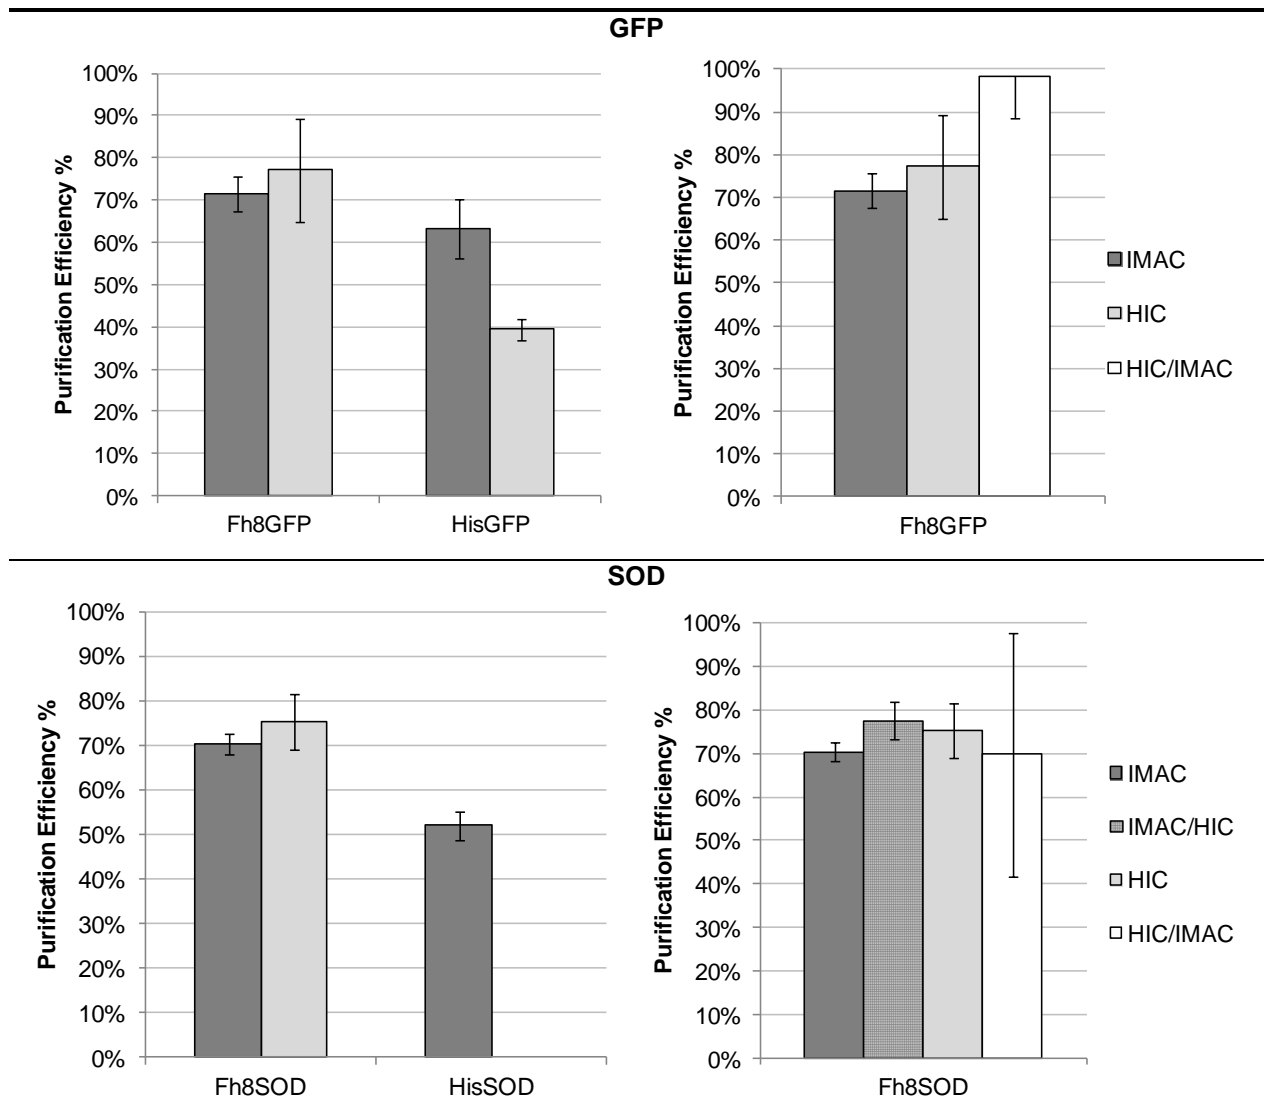 GFP
Purification Efficiency %
100%
90%
80%
70%
60%
50%
40%
30%
20%
10%
0%
Fh8GFP HisGFP
Purification Efficiency %
100%
90%
80%
70%
60%
50%
40%
30%
20%
10%
0%
Fh8GFP
IMAC
HIC
HIC/IMAC
SOD
Purification Efficiency %
100%
90%
80%
70%
60%
50%
40%
30%
20%
10%
0%
Fh8SOD HisSOD
Purification Efficiency %
100%
90%
80%
70%
60%
50%
40%
30%
20%
10%
0%
Fh8SOD
IMAC
IMAC/HIC
HIC
HIC/IMAC